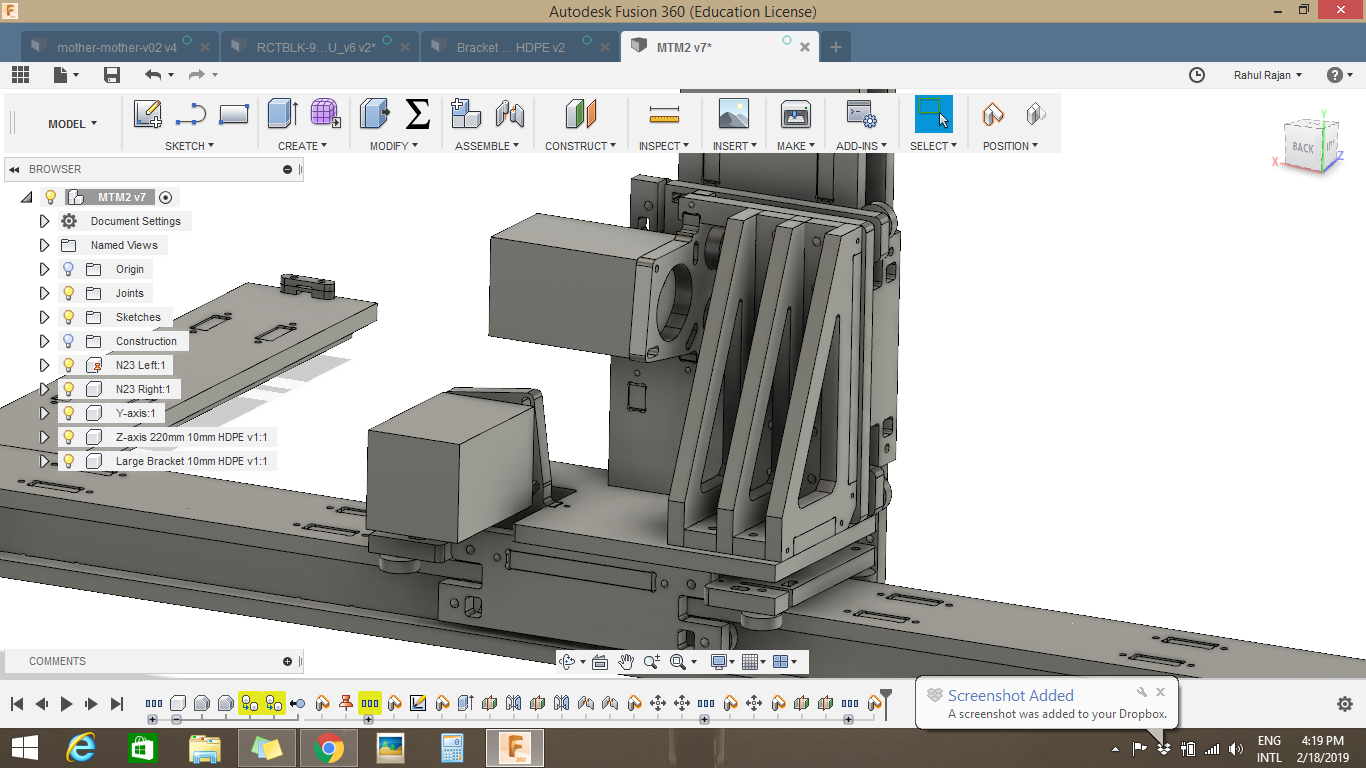 Autodesk Fusion 360 (Education License)
mother-mother-v02 v4
RCTBLK-9...U_v6 v2*
Bracket ... HDPE v2
MTM2 v7*
Rahul Rajan
MODEL
SKETCH
CREATE
MODIFY
ASSEMBLE
CONSTRUCT
INSPECT
INSERT
MAKE
ADD-INS
SELECT
POSITION
BROWSER
MTM2 v7
Document Settings
Named Views
Origin
Joints
Sketches
Construction
N23 Left:1
N23 Right:1
Y-axis:1
Z-axis 220mm 10mm HDPE v1:1
Large Bracket 10mm HDPE v1:1
Y
BACK
X
Z
COMMENTS
Screenshot Added
A screenshot was added to your Dropbox.
F
360
ENG
INTL
4:19 PM
2/18/2019